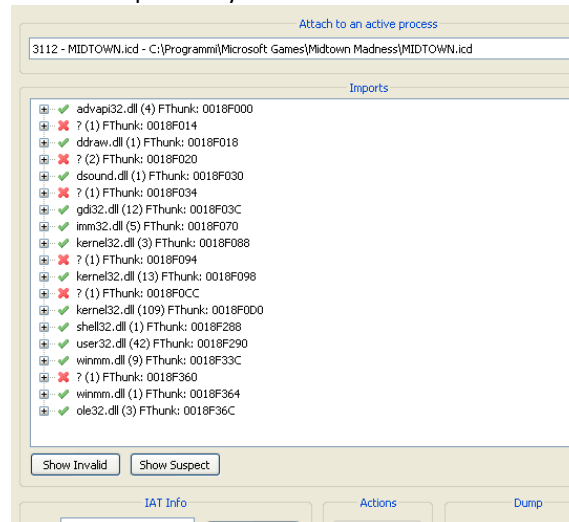 Attach to an active process
3112 - MIDTOWN.icd - C:\Programmi\Microsoft Games\Midtown Madness\MIDTOWN.icd
Imports
advapi32.dll (4) FThunk: 0018F000
? (1) FThunk: 0018F014
ddraw.dll (1) FThunk: 0018F018
? (2) FThunk: 0018F020
dsound.dll (1) FThunk: 0018F030
? (1) FThunk: 0018F034
gdi32.dll (12) FThunk: 0018F03C
imm32.dll (5) FThunk: 0018F070
kernel32.dll (3) FThunk: 0018F088
? (1) FThunk: 0018F094
kernel32.dll (13) FThunk: 0018F098
? (1) FThunk: 0018F0CC
kernel32.dll (109) FThunk: 0018F0D0
shell32.dll (1) FThunk: 0018F288
user32.dll (42) FThunk: 0018F290
winmm.dll (9) FThunk: 0018F33C
? (1) FThunk: 0018F360
winmm.dll (1) FThunk: 0018F364
ole32.dll (3) FThunk: 0018F36C
Show Invalid Show Suspect
IAT Info Actions Dump